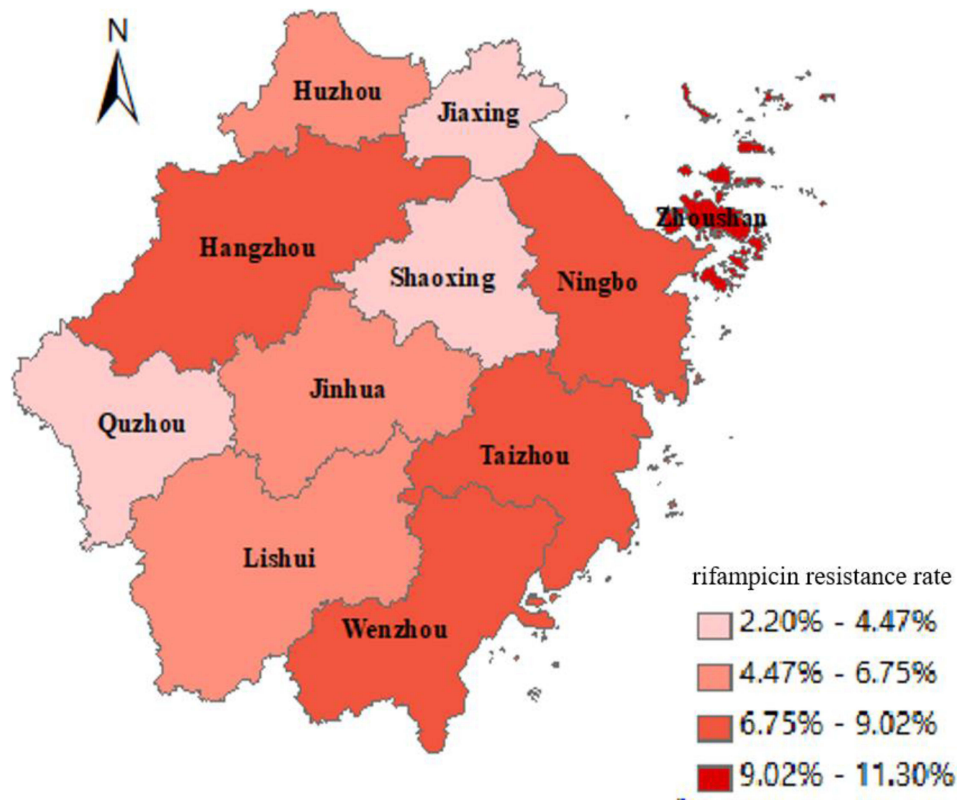 N
Huzhou
Jiaxing
Zhoushan
Hangzhou
Shaoxing
Ningbo
Jinhua
Quzhou
Taizhou
Lishui
Wenzhou
rifampicin resistance rate
2.20% - 4.47%
4.47% - 6.75%
6.75% - 9.02%
9.02% - 11.30%